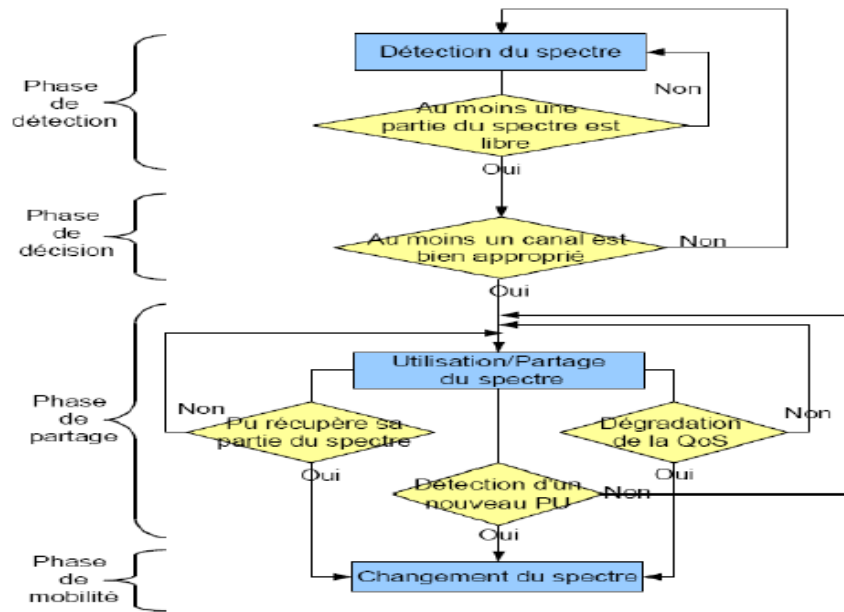 Détection du spectre
Non
Phase
de
détection
Au moins une
partie du spectre est
libre
Oui
Phase
de
décision
Au moins un canal est
bien approprié
Non
Oui
Utilisation/Partage
du spectre
Phase
de
partage
Non
Pu récupère sa
partie du spectre
Oui
Dégradation
de la QoS
Non
Oui
Détection d'un
nouveau PU
Non
Oui
Phase
de
mobilité
Changement du spectre